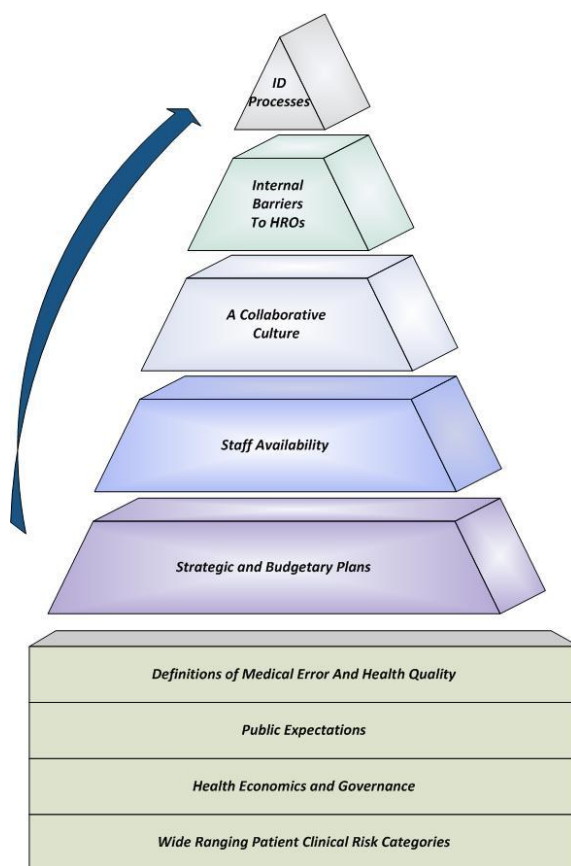 ID
Processes
Internal
Barriers
To HROs
A Collaborative
Culture
Staff Availability
Strategic and Budgetary Plans
Definitions of Medical Error And Health Quality
Public Expectations
Health Economics and Governance
Wide Ranging Patient Clinical Risk Categories